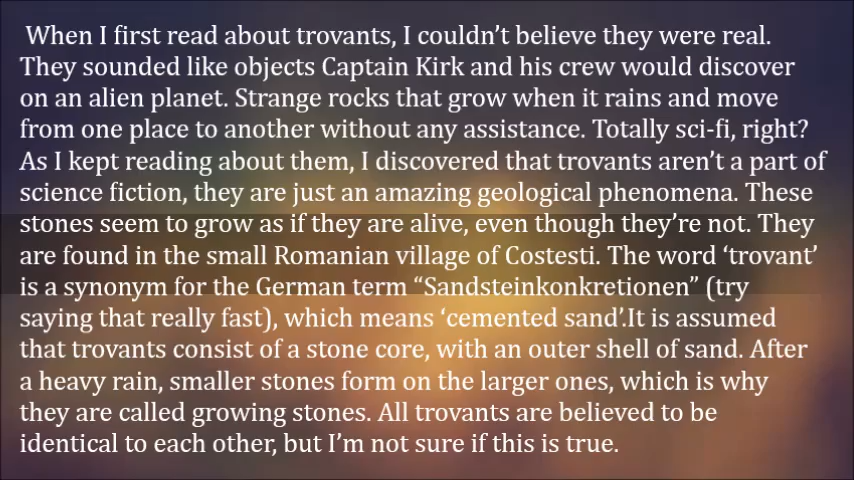 When I first read about trovants, I couldn’t believe they were real.
They sounded like objects Captain Kirk and his crew would discover
on an alien planet. Strange rocks that grow when it rains and move
from one place to another without any assistance. Totally sci-fi, right?
As I kept reading about them, I discovered that trovants aren’t a part of
science fiction, they are just an amazing geological phenomena. These
stones seem to grow as if they are alive, even though they’re not. They
are found in the small Romanian village of Costesti. The word ‘trovant’
is a synonym for the German term “Sandsteinkonkretionen” (try
saying that really fast), which means ‘cemented sand’.It is assumed
that trovants consist of a stone core, with an outer shell of sand. After
a heavy rain, smaller stones form on the larger ones, which is why
they are called growing stones. All trovants are believed to be
identical to each other, but I’m not sure if this is true.